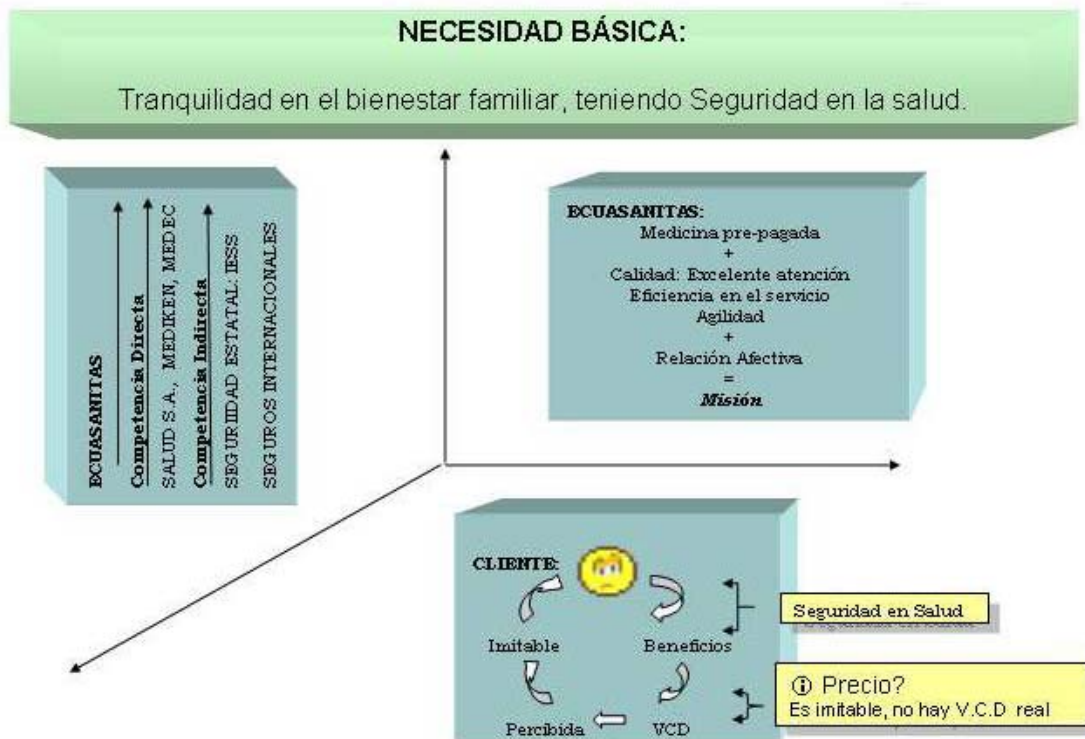 NECESIDAD BÁSICA:
Tranquilidad en el bienestar familiar, teniendo Seguridad en la salud.
ECUASANITAS
Competencia Directa
SALUD S.A., MEDIKEN, MEDEC
Competencia Indirecta
SEGURIIDAD ESTATAL: IESS
SEGUROS INTERNACIONALES
ECUASANITAS:
Medicina pre-pagada
+
Calidad: Excelente atención
Eficiencia en el servicio
Agilidad
+
Relación Afectiva
=
Misión
CLIENTE:
Imitable
Beneficios
Percibida
VCD
Seguridad en Salud
ⓘ Precio?
Es imitable, no hay V.C.D real